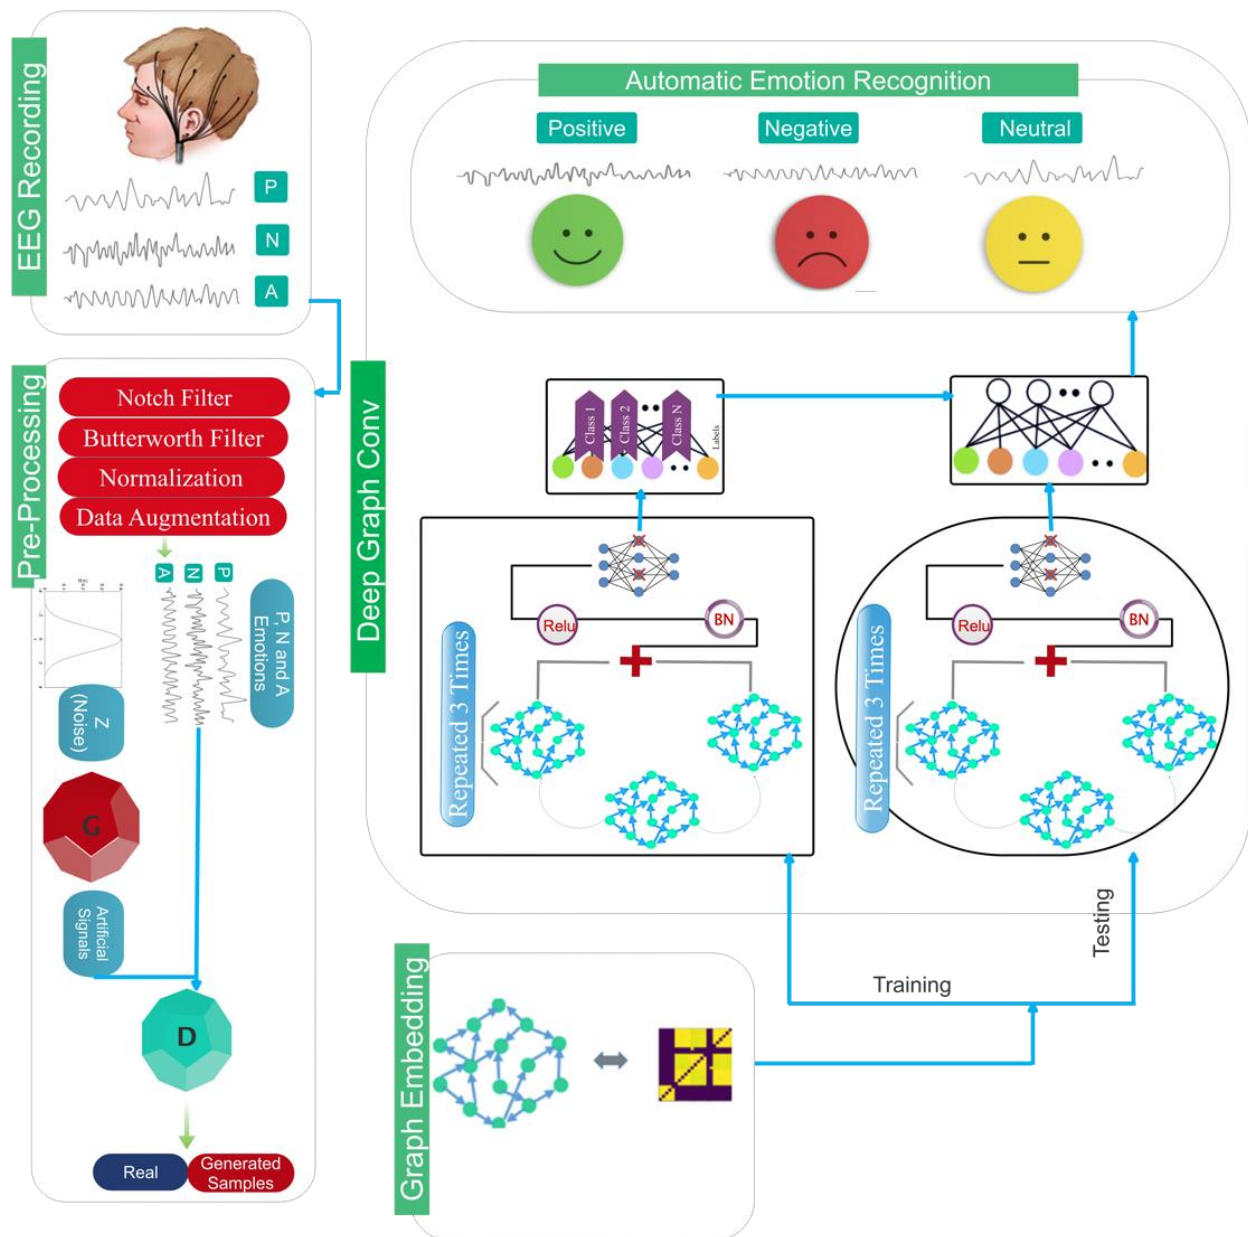 EEG Recording
P
N
A
Pre-Processing
Notch Filter
Butterworth Filter
Normalization
Data Augmentation
P
N
A
P, N and A
Emotions
Z
(Noise)
G
Artificial
Signals
D
Real
Generated
Samples
Deep Graph Conv
Automatic Emotion Recognition
Positive
Negative
Neutral
Class 1
Class 2
Class N
Labels
Relu
BN
Repeated 3 Times
Relu
BN
Repeated 3 Times
Training
Testing
Graph Embedding